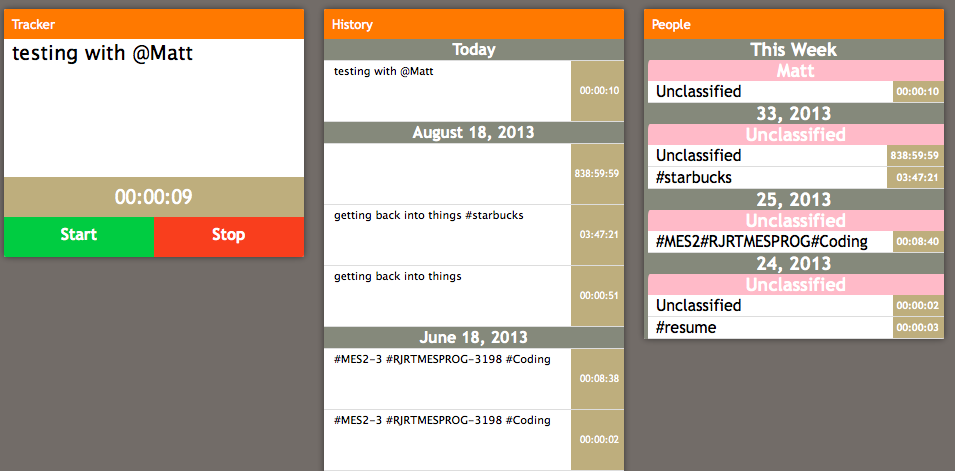 Tracker
testing with @Matt
00:00:09
Start Stop
History
Today
testing with @Matt 00:00:10
August 18, 2013
838:59:59
getting back into things #starbucks 03:47:21
getting back into things 00:00:51
June 18, 2013
#MES2-3 #RJRTMESPROG-3198 #Coding 00:08:38
#MES2-3 #RJRTMESPROG-3198 #Coding 00:00:02
People
This Week
Matt
Unclassified 00:00:10
33, 2013
Unclassified
Unclassified 838:59:59
#starbucks 03:47:21
25, 2013
Unclassified
#MES2#RJRTMESPROG#Coding 00:08:40
24, 2013
Unclassified
Unclassified 00:00:02
#resume 00:00:03